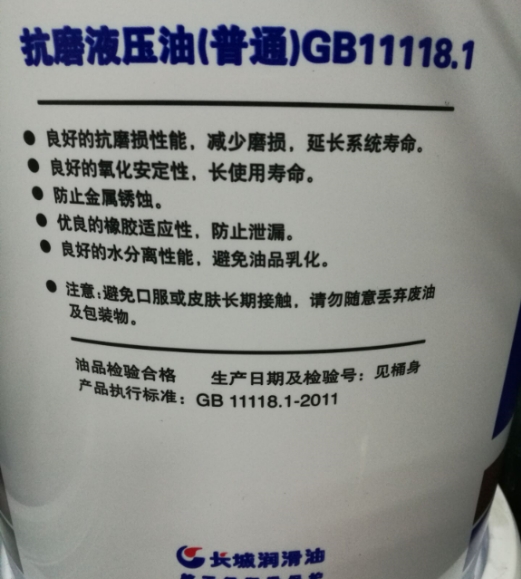 抗磨液压油(普通)GB11118.1
● 良好的抗磨损性能，减少磨损，延长系统寿命。
● 良好的氧化安定性，长使用寿命。
● 防止金属锈蚀。
● 优良的橡胶适应性，防止泄漏。
● 良好的水分离性能，避免油品乳化。
● 注意:避免口服或皮肤长期接触，请勿随意丢弃废油
及包装物。
油品检验合格 生产日期及检验号：见桶身
产品执行标准：GB 11118.1-2011
长城润滑油